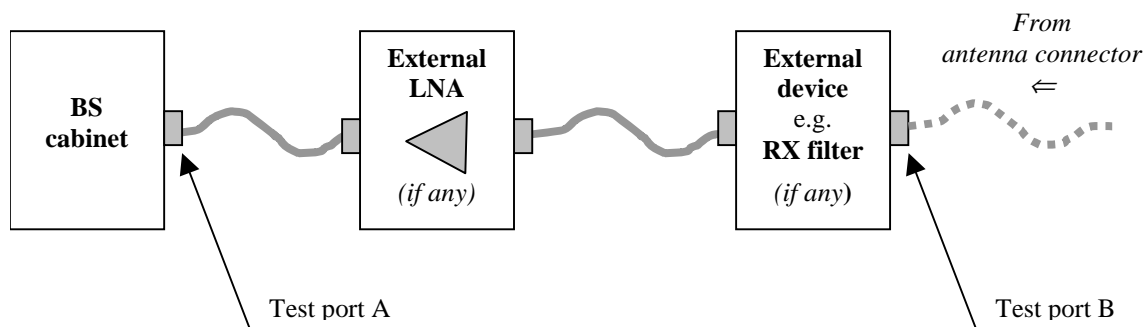 BS
cabinet
External
LNA
(if any)
External
device
e.g.
RX filter
(if any)
From
antenna connector
⇐
Test port A
Test port B